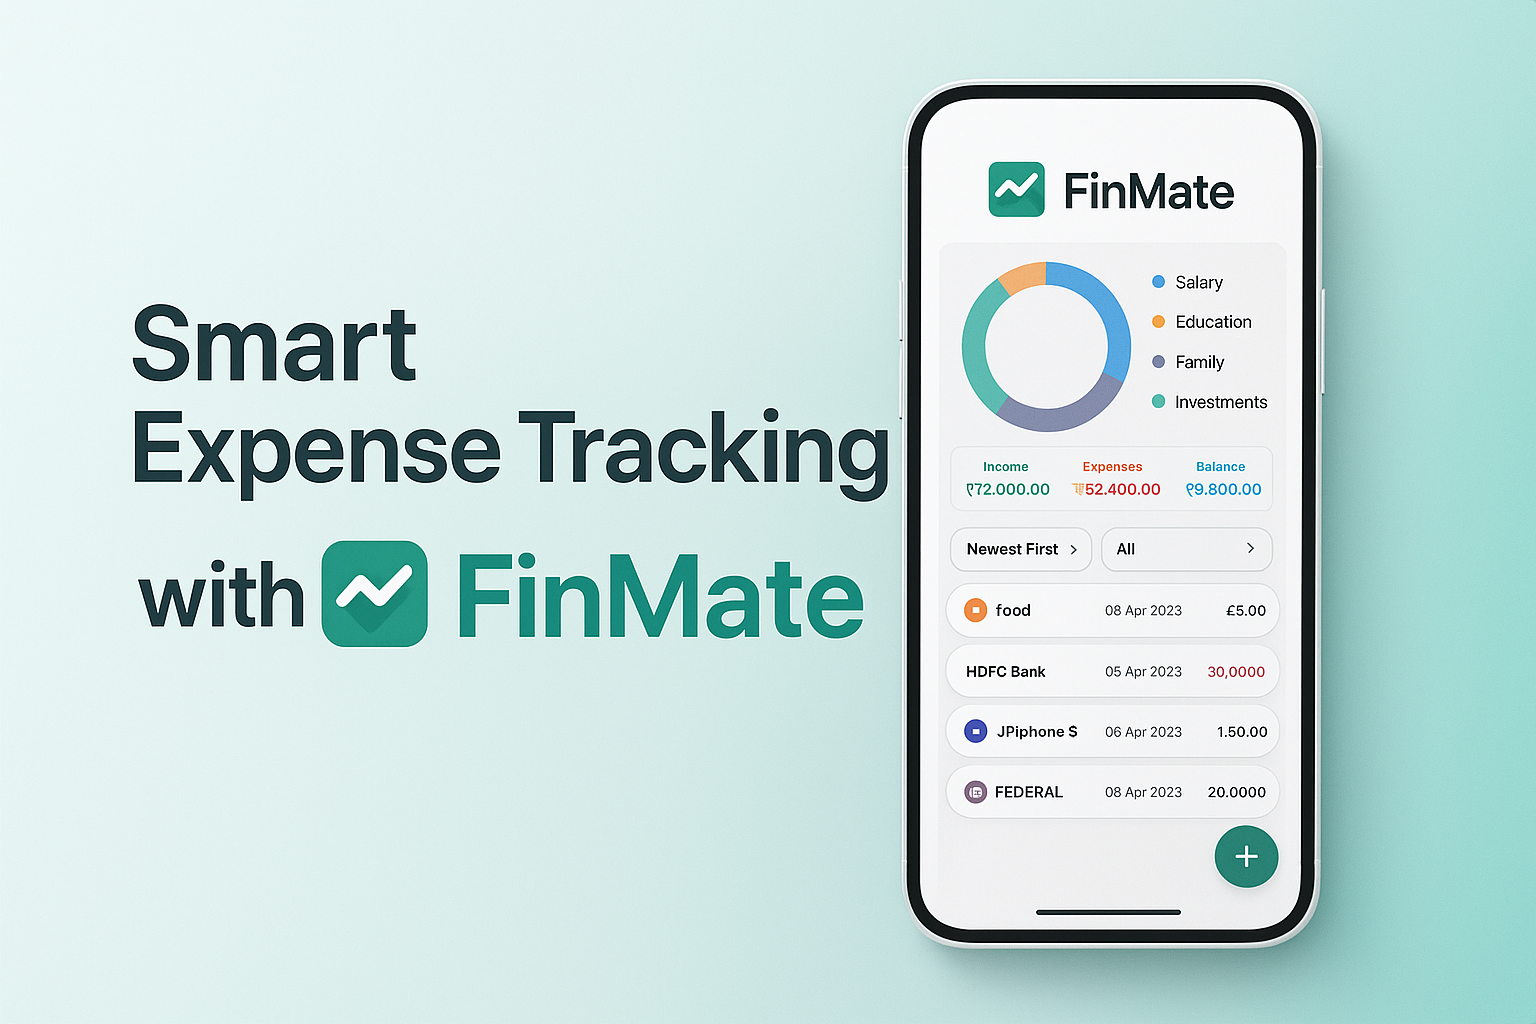 Smart
Expense Tracking
with FinMate
FinMate
Salary
Education
Family
Investments
Income Expenses Balance
72.000.00 52.400.00 9.800.00
Newest First All
food 08 Apr 2023 £5.00
HDFC Bank 05 Apr 2023 30,0000
JPiphone $ 06 Apr 2023 1.50.00
FEDERAL 08 Apr 2023 20.0000